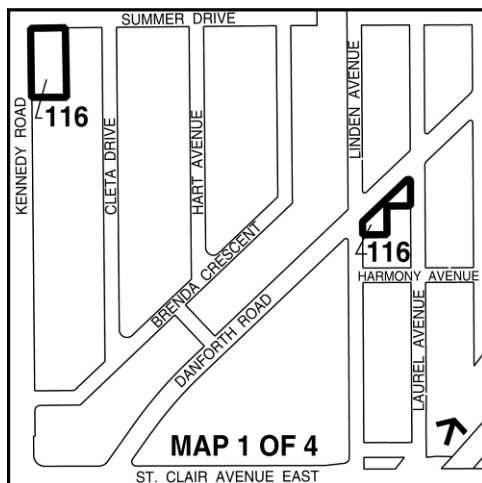 SUMMER DRIVE
116
KENNEDY ROAD
CLETA DRIVE
HART AVENUE
LINDEN AVENUE
BRENDA CRESCENT
DANFORTH ROAD
116
HARMONY AVENUE
LAUREL AVENUE
MAP 1 OF 4
ST. CLAIR AVENUE EAST